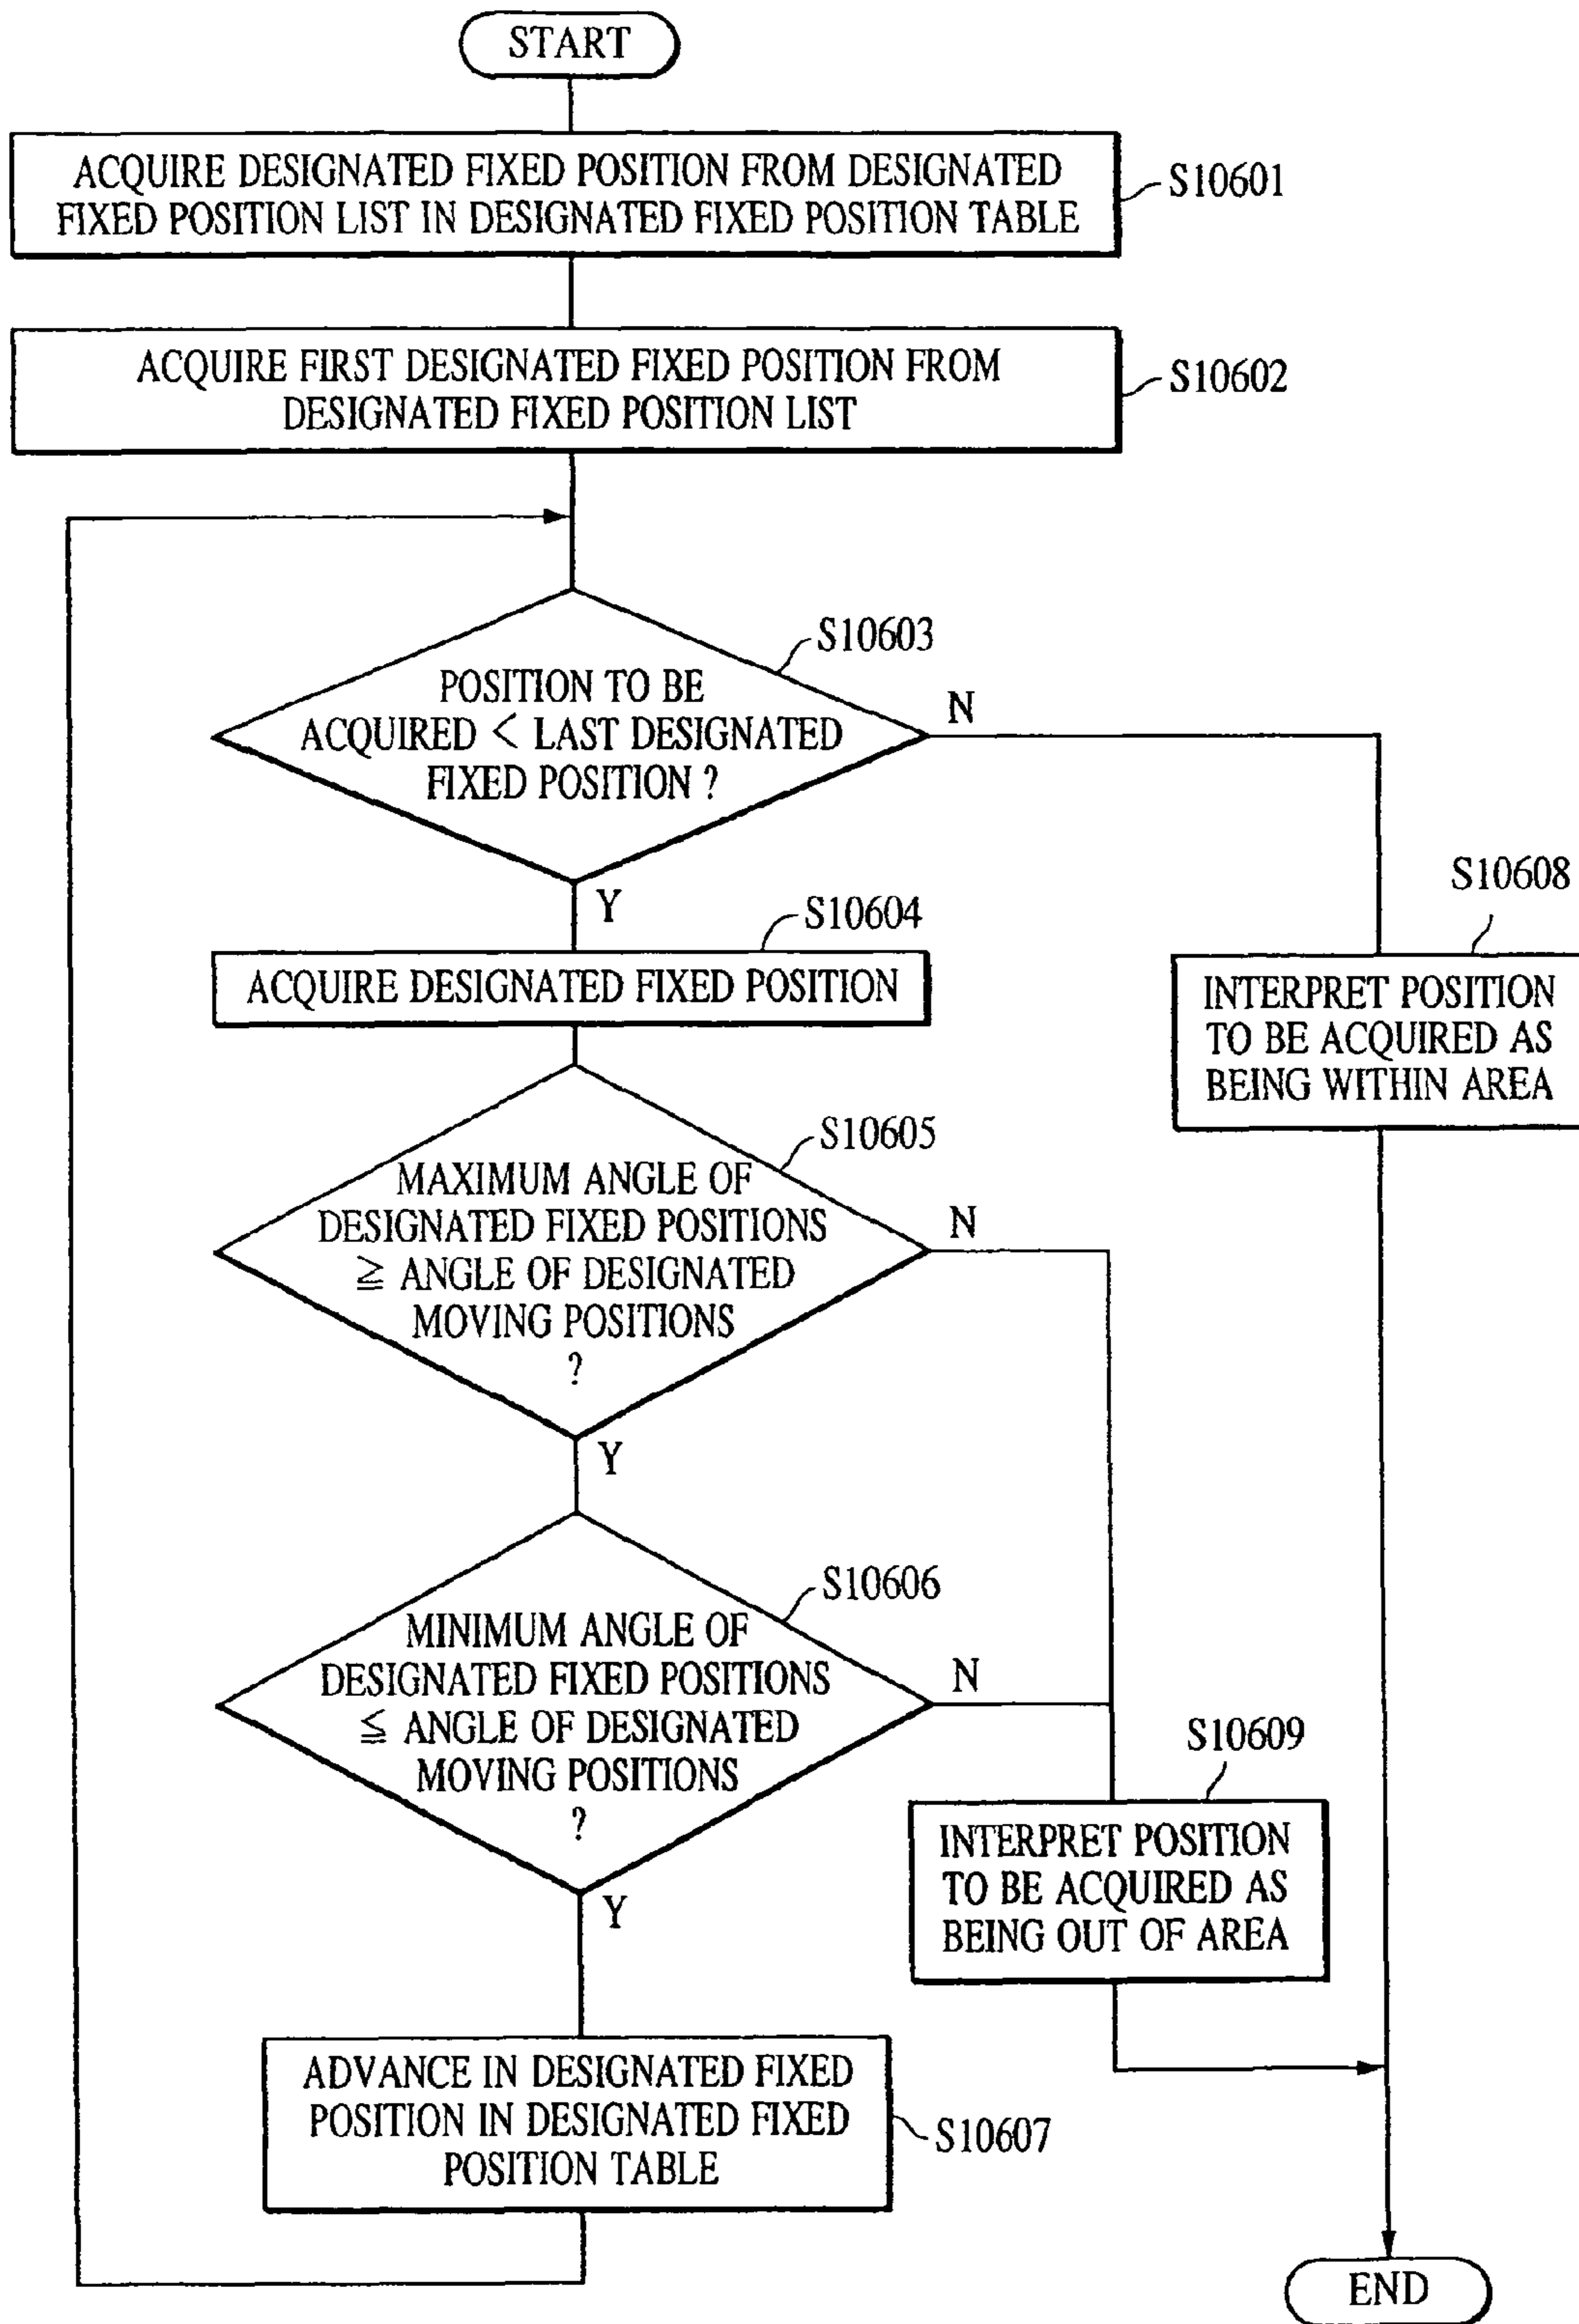 START
ACQUIRE DESIGNATED FIXED POSITION FROM DESIGNATED
FIXED POSITION LIST IN DESIGNATED FIXED POSITION TABLE
S10601
ACQUIRE FIRST DESIGNATED FIXED POSITION FROM
DESIGNATED FIXED POSITION LIST
S10602
S10603
POSITION TO BE
ACQUIRED < LAST DESIGNATED
FIXED POSITION ?
N
Y
S10604
ACQUIRE DESIGNATED FIXED POSITION
S10608
INTERPRET POSITION
TO BE ACQUIRED AS
BEING WITHIN AREA
S10605
MAXIMUM ANGLE OF
DESIGNATED FIXED POSITIONS
≧ ANGLE OF DESIGNATED
MOVING POSITIONS
?
N
Y
S10606
MINIMUM ANGLE OF
DESIGNATED FIXED POSITIONS
≦ ANGLE OF DESIGNATED
MOVING POSITIONS
?
N
Y
S10609
INTERPRET POSITION
TO BE ACQUIRED AS
BEING OUT OF AREA
ADVANCE IN DESIGNATED FIXED
POSITION IN DESIGNATED FIXED
POSITION TABLE
S10607
END